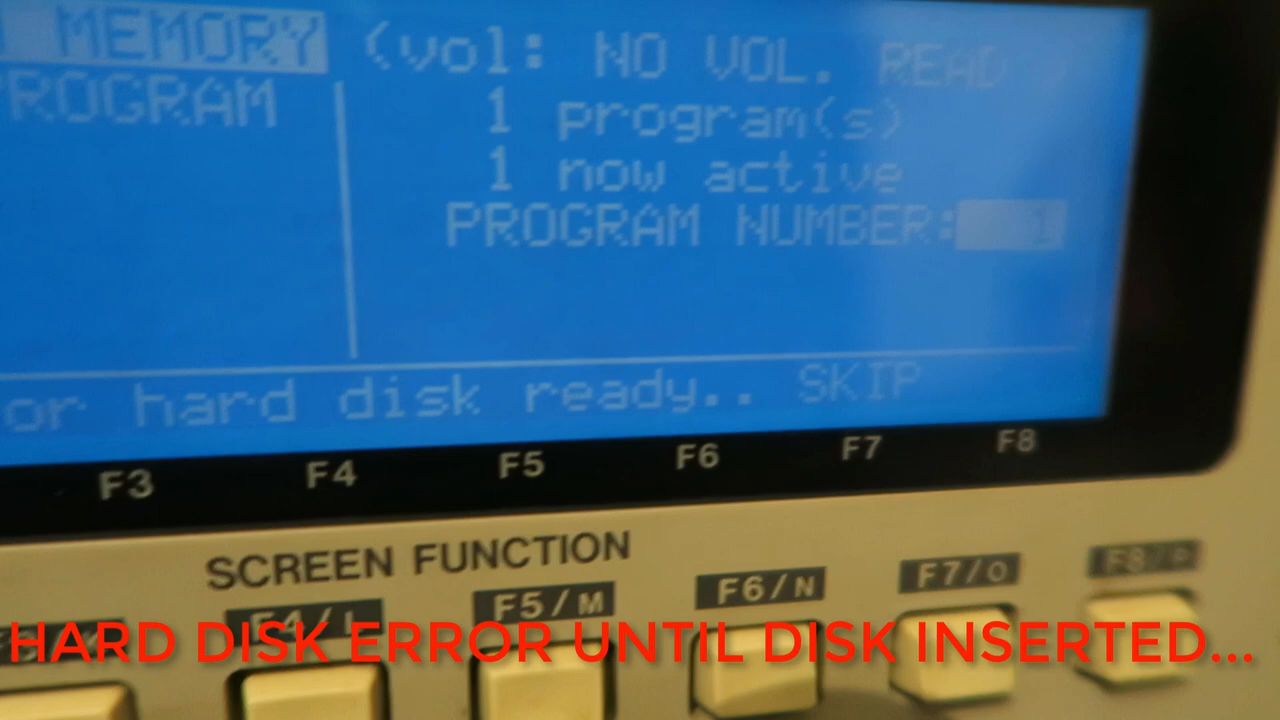 MEMORY (vol: NO VOL. READ )
PROGRAM
1 program(s)
1 now active
PROGRAM NUMBER: 1
or hard disk ready.. SKIP
F3 F4 F5 F6 F7 F8
SCREEN FUNCTION
F4/L F5/M F6/N F7/O F8/P
HARD DISK ERROR UNTIL DISK INSERTED...